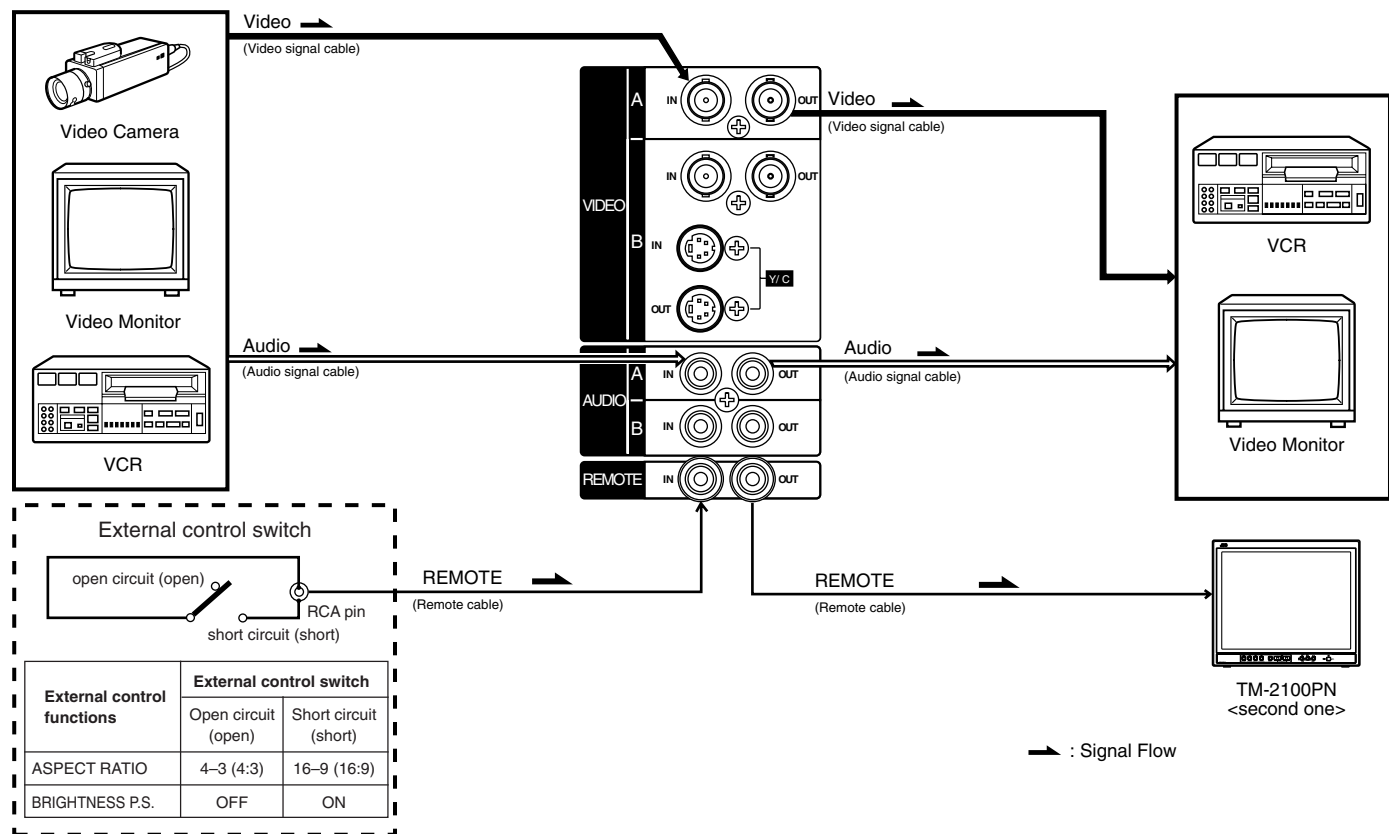 Video
(Video signal cable)
Video Camera
Video Monitor
Audio
(Audio signal cable)
VCR
VIDEO
A
IN
OUT
B
IN
OUT
IN
OUT
Y/C
AUDIO
A
IN
OUT
B
IN
OUT
REMOTE
IN
OUT
Video
(Video signal cable)
Audio
(Audio signal cable)
VCR
Video Monitor
External control switch
open circuit (open)
RCA pin
short circuit (short)
REMOTE
(Remote cable)
REMOTE
(Remote cable)
External control functions
External control switch
Open circuit (open)
Short circuit (short)
ASPECT RATIO
4–3 (4:3)
16–9 (16:9)
BRIGHTNESS P.S.
OFF
ON
TM-2100PN
<second one>
: Signal Flow